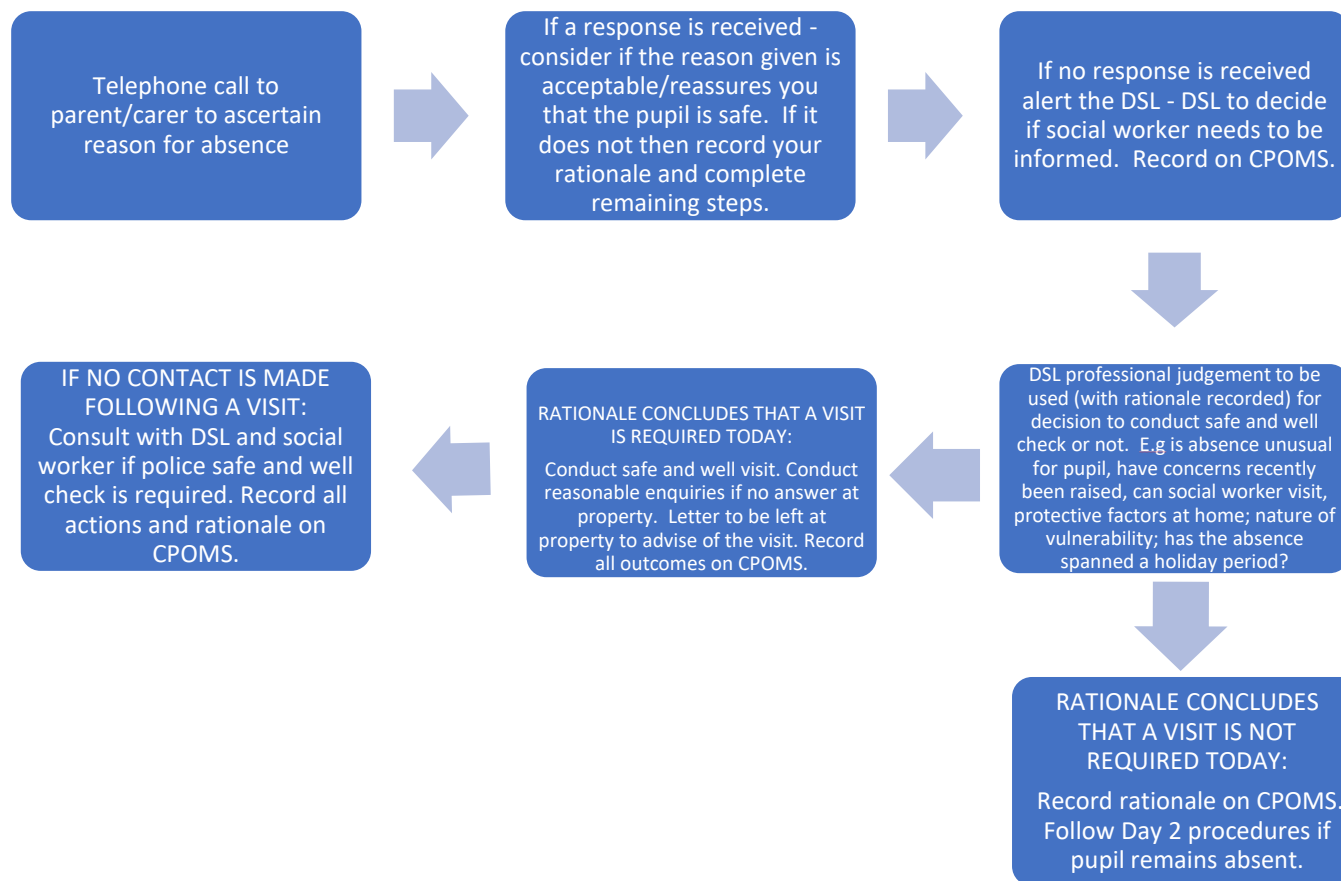 Telephone call to
parent/carer to ascertain
reason for absence
If a response is received -
consider if the reason given is
acceptable/reassures you
that the pupil is safe.  If it
does not then record your
rationale and complete
remaining steps.
If no response is received
alert the DSL - DSL to decide
if social worker needs to be
informed.  Record on CPOMS.
DSL professional judgement to be
used (with rationale recorded) for
decision to conduct safe and well
check or not.  E.g is absence unusual
for pupil, have concerns recently
been raised, can social worker visit,
protective factors at home; nature of
vulnerability; has the absence
spanned a holiday period?
RATIONALE CONCLUDES THAT A VISIT
IS REQUIRED TODAY:
Conduct safe and well visit. Conduct
reasonable enquiries if no answer at
property.  Letter to be left at
property to advise of the visit. Record
all outcomes on CPOMS.
IF NO CONTACT IS MADE
FOLLOWING A VISIT:
Consult with DSL and social
worker if police safe and well
check is required. Record all
actions and rationale on
CPOMS.
RATIONALE CONCLUDES
THAT A VISIT IS NOT
REQUIRED TODAY:
Record rationale on CPOMS.
Follow Day 2 procedures if
pupil remains absent.